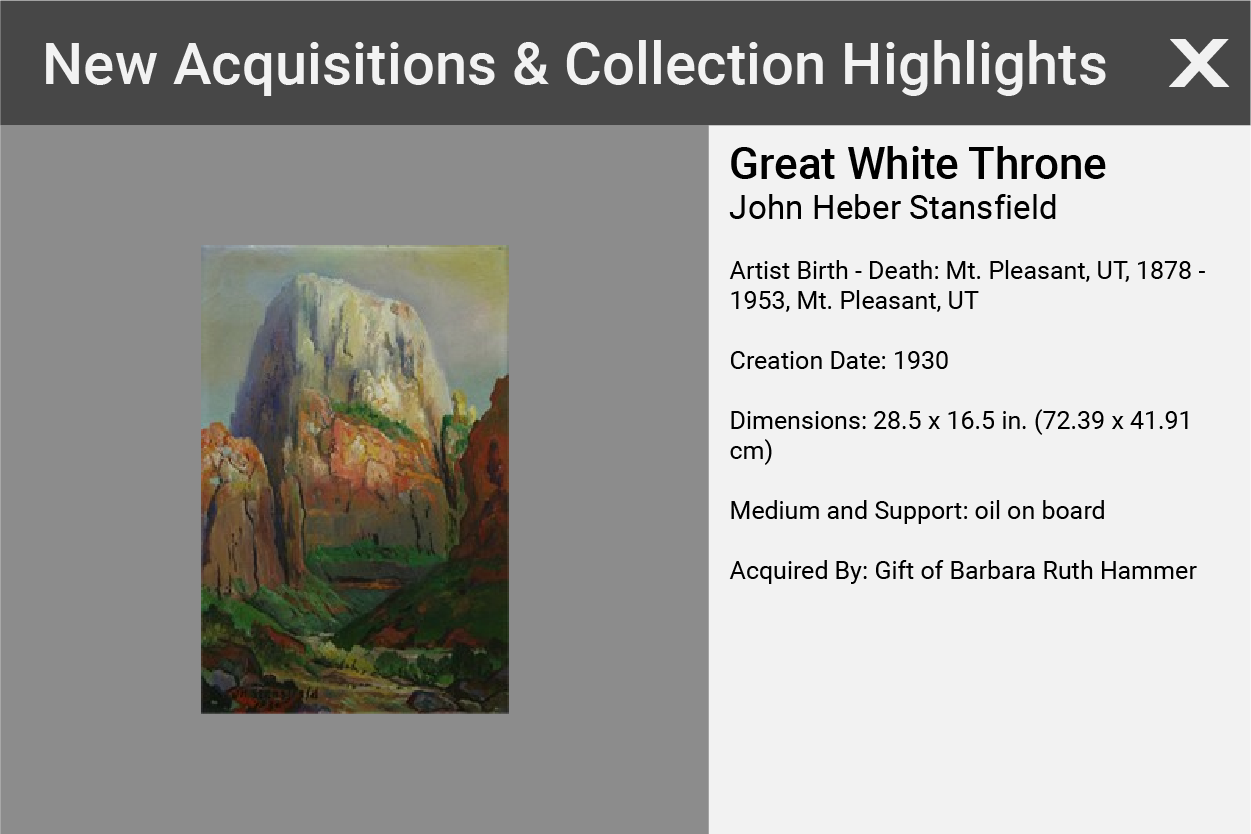 New Acquisitions & Collection Highlights X
Great White Throne
John Heber Stansfield
Artist Birth - Death: Mt. Pleasant, UT, 1878 -
1953, Mt. Pleasant, UT
Creation Date: 1930
Dimensions: 28.5 x 16.5 in. (72.39 x 41.91
cm)
Medium and Support: oil on board
Acquired By: Gift of Barbara Ruth Hammer